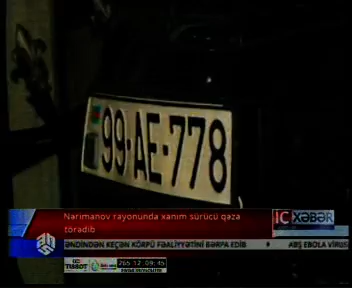 99-AE-778
Nərimanov rayonunda xanım sürücü qəza
törədib
İC XƏBƏR
ƏNDİNDƏN KEÇƏN KÖRPÜ FƏALİYYƏTİNİ BƏRPA EDİB
ABŞ EBOLA VİRUS
TISSOT